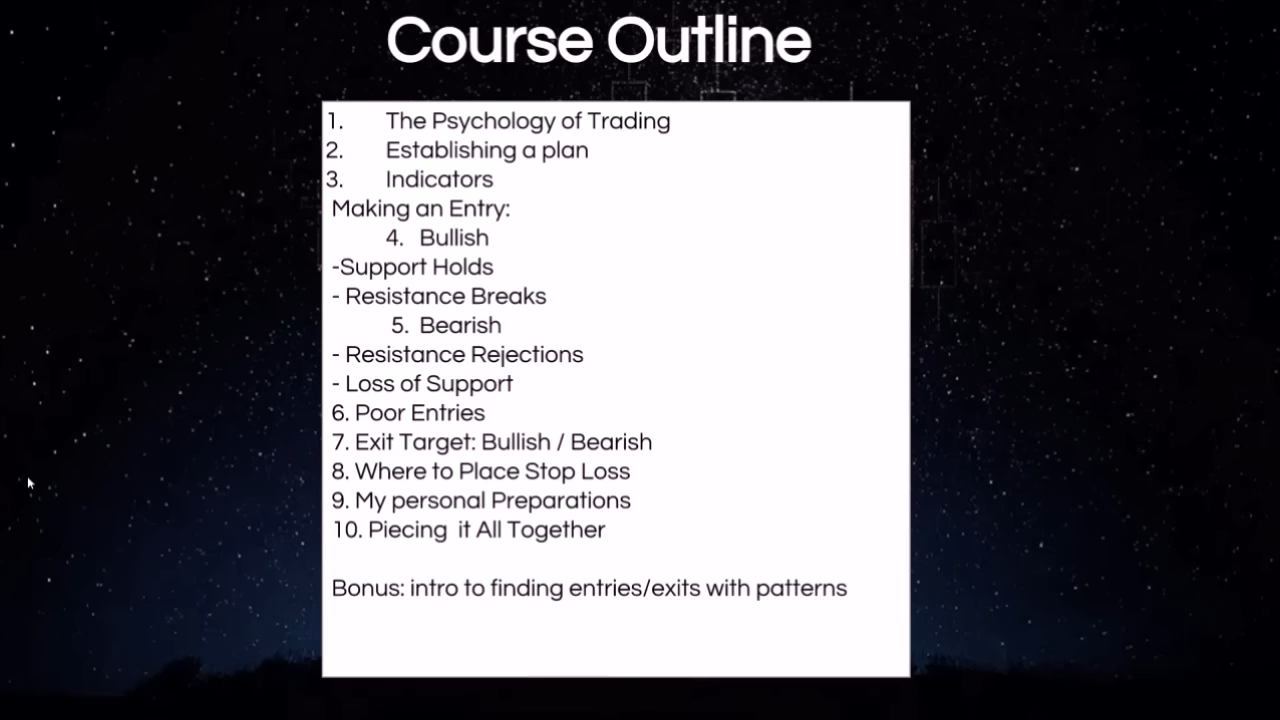 Course Outline
1. The Psychology of Trading
2. Establishing a plan
3. Indicators
Making an Entry:
4. Bullish
-Support Holds
- Resistance Breaks
5. Bearish
- Resistance Rejections
- Loss of Support
6. Poor Entries
7. Exit Target: Bullish / Bearish
8. Where to Place Stop Loss
9. My personal Preparations
10. Piecing  it All Together
Bonus: intro to finding entries/exits with patterns